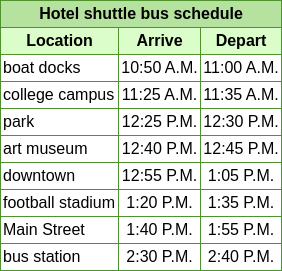 Hotel shuttle bus schedule
Location Arrive Depart
boat docks 10:50 A.M. 11:00 A.M.
college campus 11:25 A.M. 11:35 A.M.
park 12:25 P.M. 12:30 P.M.
art museum 12:40 P.M. 12:45 P.M.
downtown 12:55 P.M. 1:05 P.M.
football stadium 1:20 P.M. 1:35 P.M.
Main Street 1:40 P.M. 1:55 P.M.
bus station 2:30 P.M. 2:40 P.M.